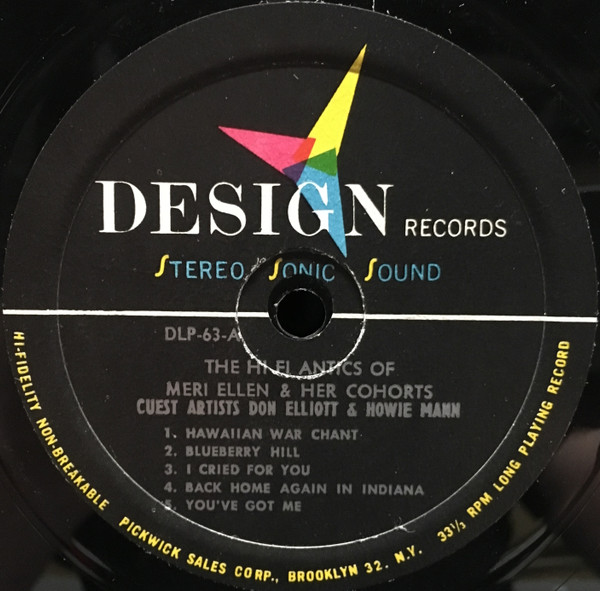 DESIGN RECORDS
STEREO SONIC SOUND
DLP-63-A
THE HI FI ANTICS OF
MERI ELLEN & HER COHORTS
CUEST ARTISTS DON ELLIOTT & HOWIE MANN
1. HAWAIIAN WAR CHANT
2. BLUEBERRY HILL
3. I CRIED FOR YOU
4. BACK HOME AGAIN IN INDIANA
5. YOU'VE GOT ME
HI-FIDELITY NON-BREAKABLE PICKWICK SALES CORP., BROOKLYN 32. N.Y. 33⅓ RPM LONG PLAYING RECORD